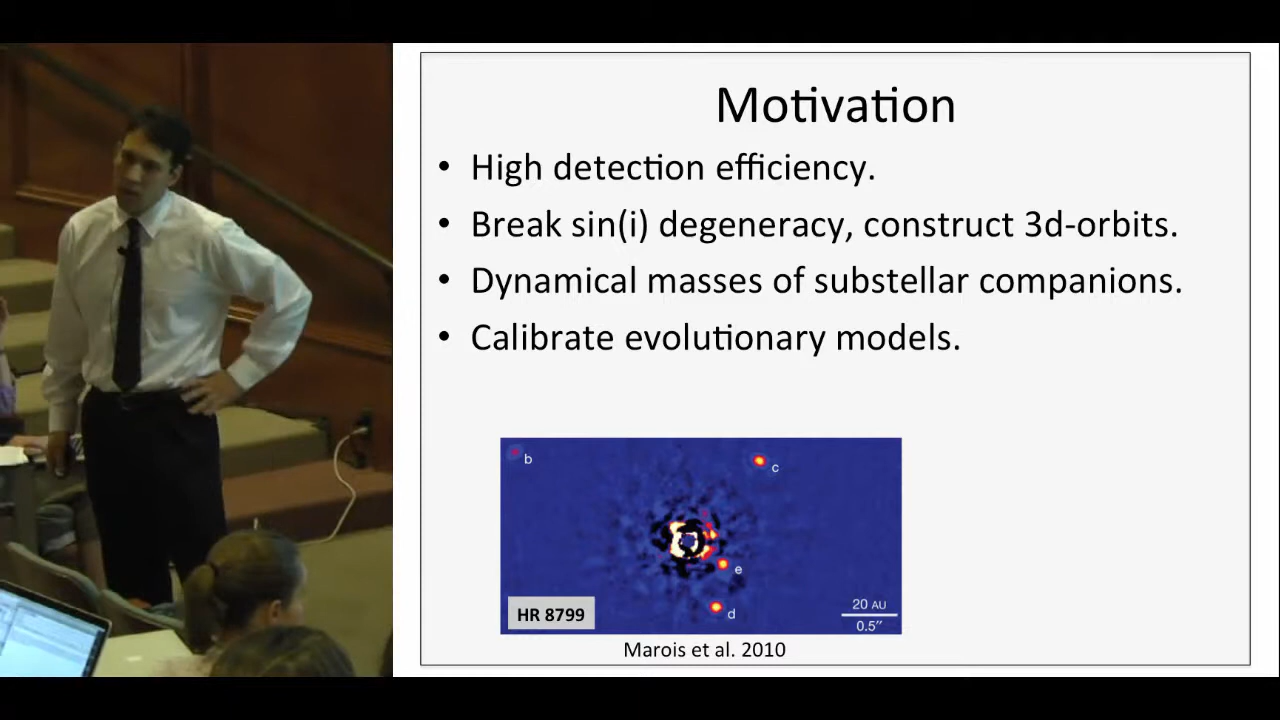 Motivation
• High detection efficiency.
• Break sin(i) degeneracy, construct 3d-orbits.
• Dynamical masses of substellar companions.
• Calibrate evolutionary models.
b
c
e
d
HR 8799
20 AU
0.5″
Marois et al. 2010